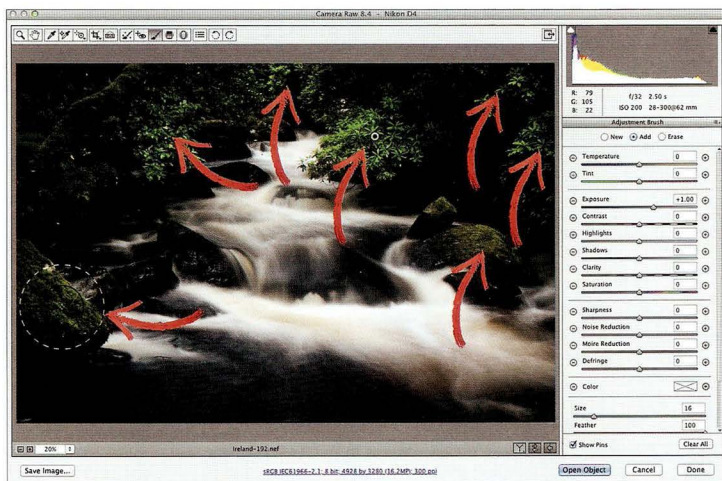 Camera Raw 8.4 - Nikon D4
R: 79
G: 105
B: 22
f/32 2.50 s
ISO 200 28-300@62 mm
Adjustment Brush
New Add Erase
Temperature 0
Tint 0
Exposure +1.00
Contrast 0
Highlights 0
Shadows 0
Clarity 0
Saturation 0
Sharpness 0
Noise Reduction 0
Moire Reduction 0
Defringe 0
Color
Size 16
Feather 100
Show Pins Clear All
20% Ireland-192.nef Y
Save Image... sRGB IEC61966-2.1; 8 bit; 4928 by 3280 (16.2MP); 300 ppi Open Object Cancel Done